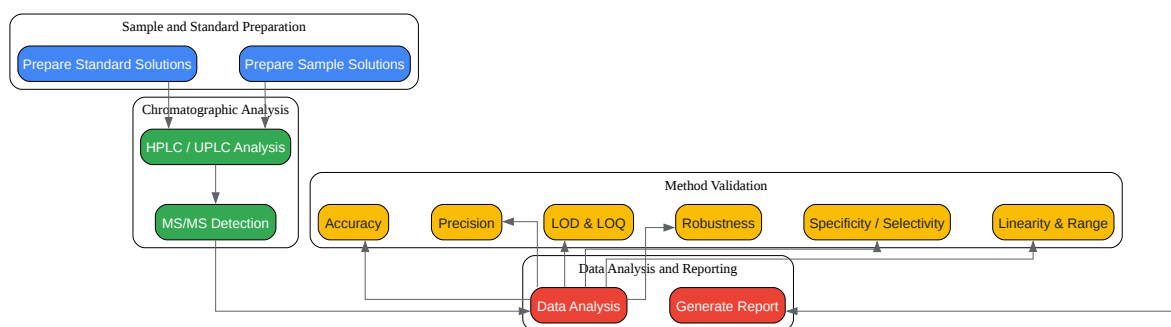 Sample and Standard Preparation
Prepare Standard Solutions
Prepare Sample Solutions
Chromatographic Analysis
HPLC / UPLC Analysis
MS/MS Detection
Method Validation
Accuracy
Precision
LOD & LOQ
Robustness
Specificity / Selectivity
Linearity & Range
Data Analysis and Reporting
Data Analysis
Generate Report